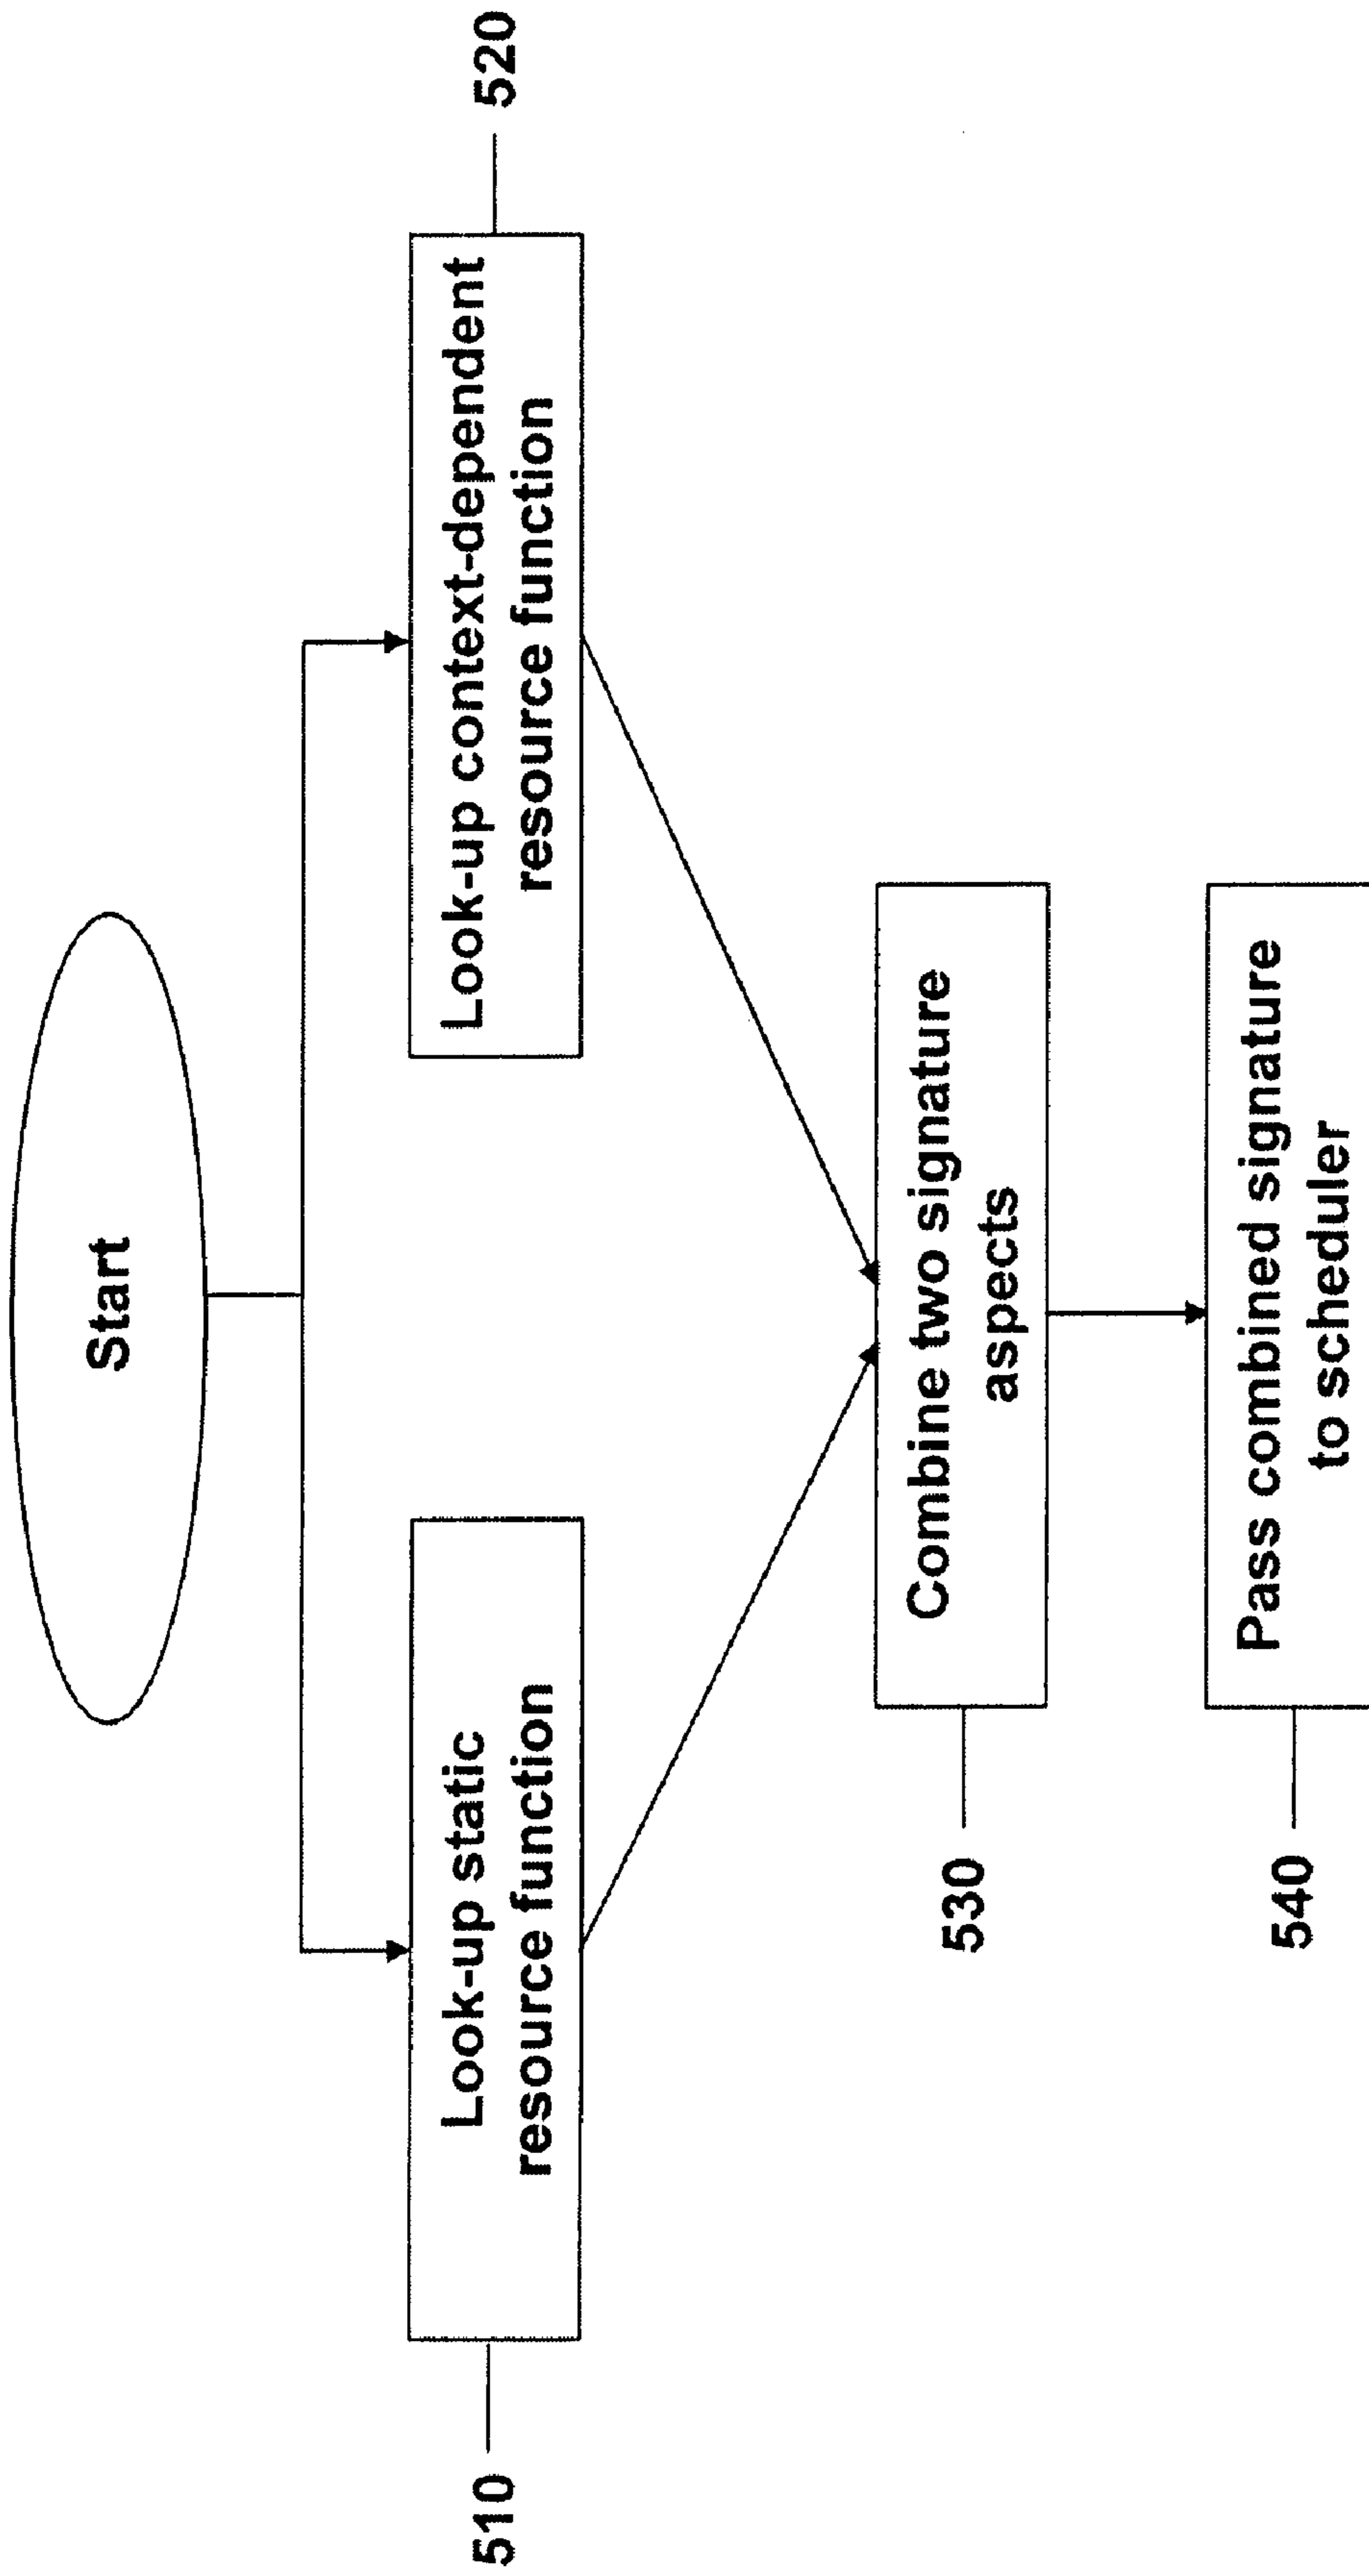 Start
510
Look-up static
resource function
Look-up context-dependent
resource function
520
530
Combine two signature
aspects
540
Pass combined signature
to scheduler